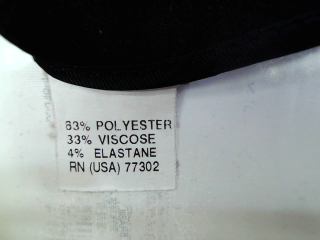 63% POLYESTER
33% VISCOSE
4% ELASTANE
RN (USA) 77302